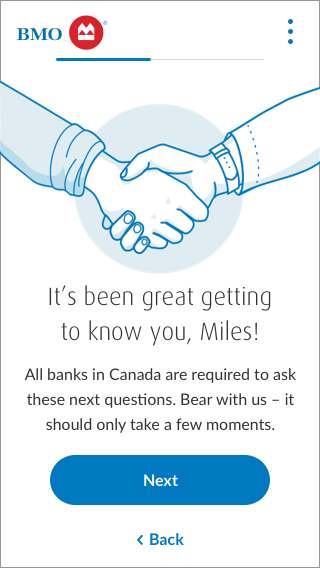 BMO
It's been great getting
to know you, Miles!
All banks in Canada are required to ask
these next questions. Bear with us – it
should only take a few moments.
Next
Back